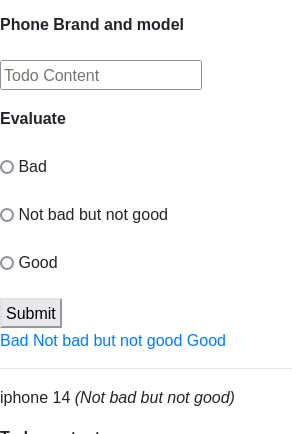 Phone Brand and model
Todo Content
Evaluate
Bad
Not bad but not good
Good
Submit
Bad Not bad but not good Good
iphone 14 (Not bad but not good)